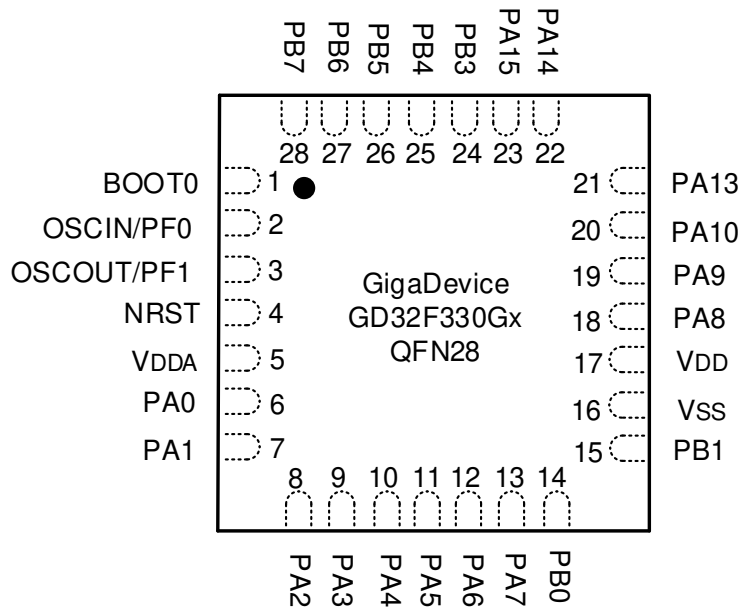 PB7 PB6 PB5 PB4 PB3 PA15 PA14
28 27 26 25 24 23 22
BOOT0 1
OSCIN/PF0 2
OSCOUT/PF1 3
NRST 4
VDDA 5
PA0 6
PA1 7
GigaDevice
GD32F330Gx
QFN28
21 PA13
20 PA10
19 PA9
18 PA8
17 VDD
16 VSS
15 PB1
8 9 10 11 12 13 14
PA2 PA3 PA4 PA5 PA6 PA7 PB0